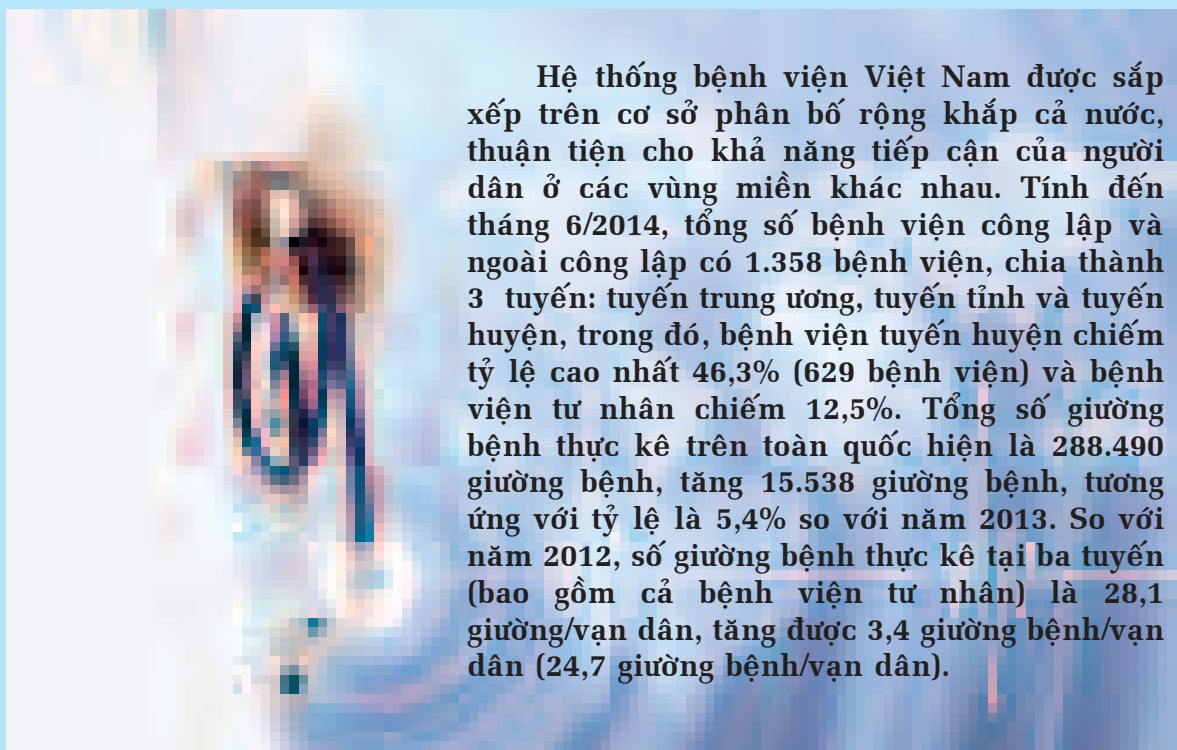 Hệ thống bệnh viện Việt Nam được sắp
xếp trên cơ sở phân bố rộng khắp cả nước,
thuận tiện cho khả năng tiếp cận của người
dân ở các vùng miền khác nhau. Tính đến
tháng 6/2014, tổng số bệnh viện công lập và
ngoài công lập có 1.358 bệnh viện, chia thành
3 tuyến: tuyến trung ương, tuyến tỉnh và tuyến
huyện, trong đó, bệnh viện tuyến huyện chiếm
tỷ lệ cao nhất 46,3% (629 bệnh viện) và bệnh
viện tư nhân chiếm 12,5%. Tổng số giường
bệnh thực kê trên toàn quốc hiện là 288.490
giường bệnh, tăng 15.538 giường bệnh, tương
ứng với tỷ lệ là 5,4% so với năm 2013. So với
năm 2012, số giường bệnh thực kê tại ba tuyến
(bao gồm cả bệnh viện tư nhân) là 28,1
giường/vạn dân, tăng được 3,4 giường bệnh/vạn
dân (24,7 giường bệnh/vạn dân).